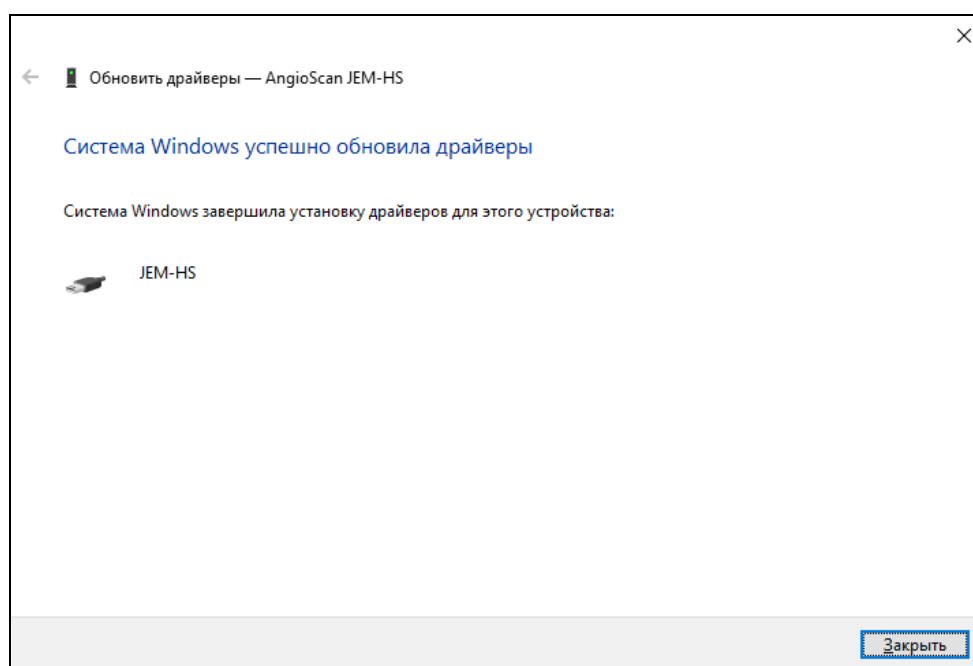 Обновить драйверы — AngioScan JEM-HS
Система Windows успешно обновила драйверы
Система Windows завершила установку драйверов для этого устройства:
JEM-HS
Закрыть